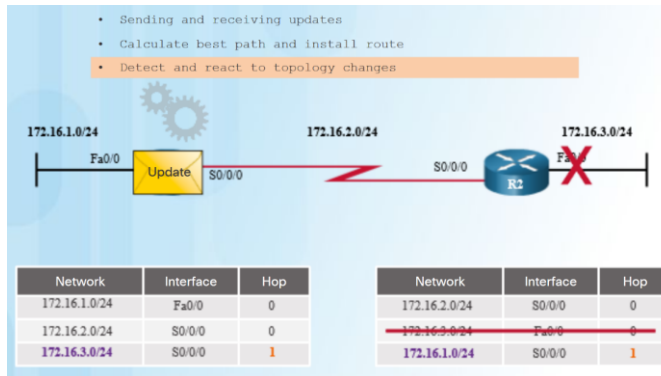 • Sending and receiving updates
• Calculate best path and install route
• Detect and react to topology changes
172.16.1.0/24 172.16.2.0/24 172.16.3.0/24
Fa0/0 Update S0/0/0 S0/0/0 R2 Fa0/0
Network Interface Hop
172.16.1.0/24 Fa0/0 0
172.16.2.0/24 S0/0/0 0
172.16.3.0/24 S0/0/0 1
Network Interface Hop
172.16.2.0/24 S0/0/0 0
172.16.3.0/24 Fa0/0 0
172.16.1.0/24 S0/0/0 1